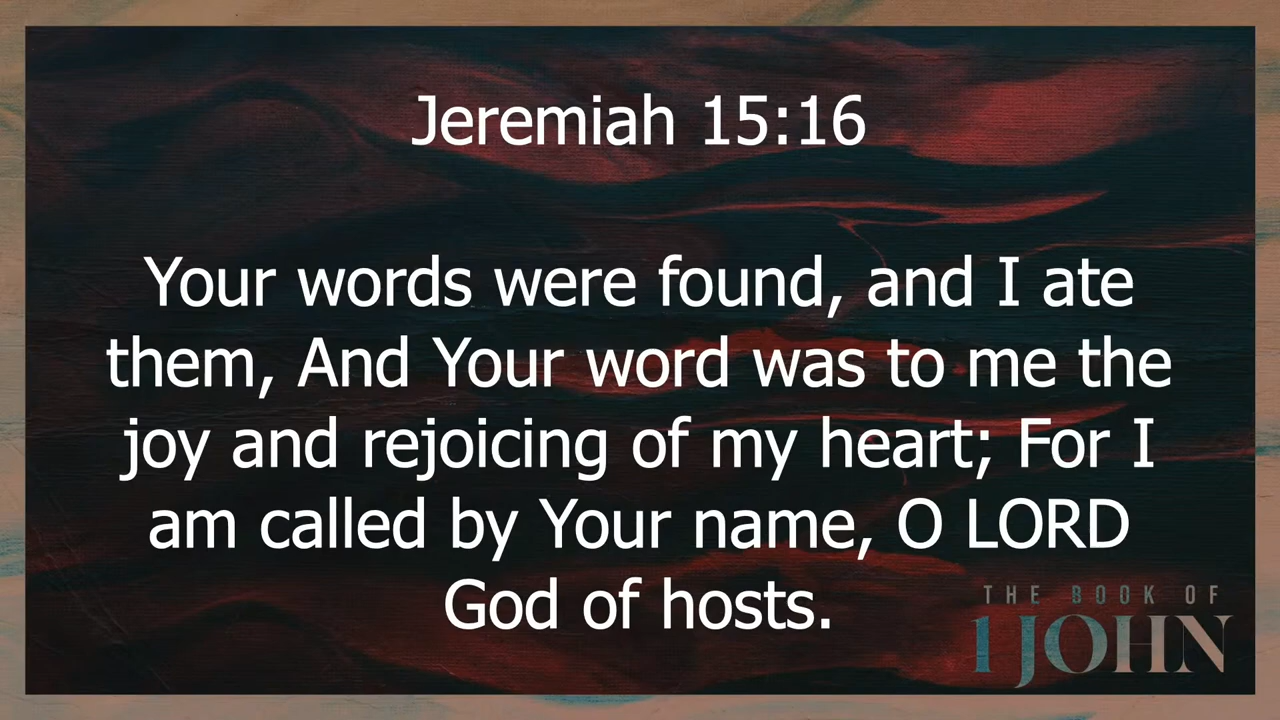 Jeremiah 15:16
Your words were found, and I ate
them, And Your word was to me the
joy and rejoicing of my heart; For I
am called by Your name, O LORD
God of hosts.
THE BOOK OF
1 JOHN